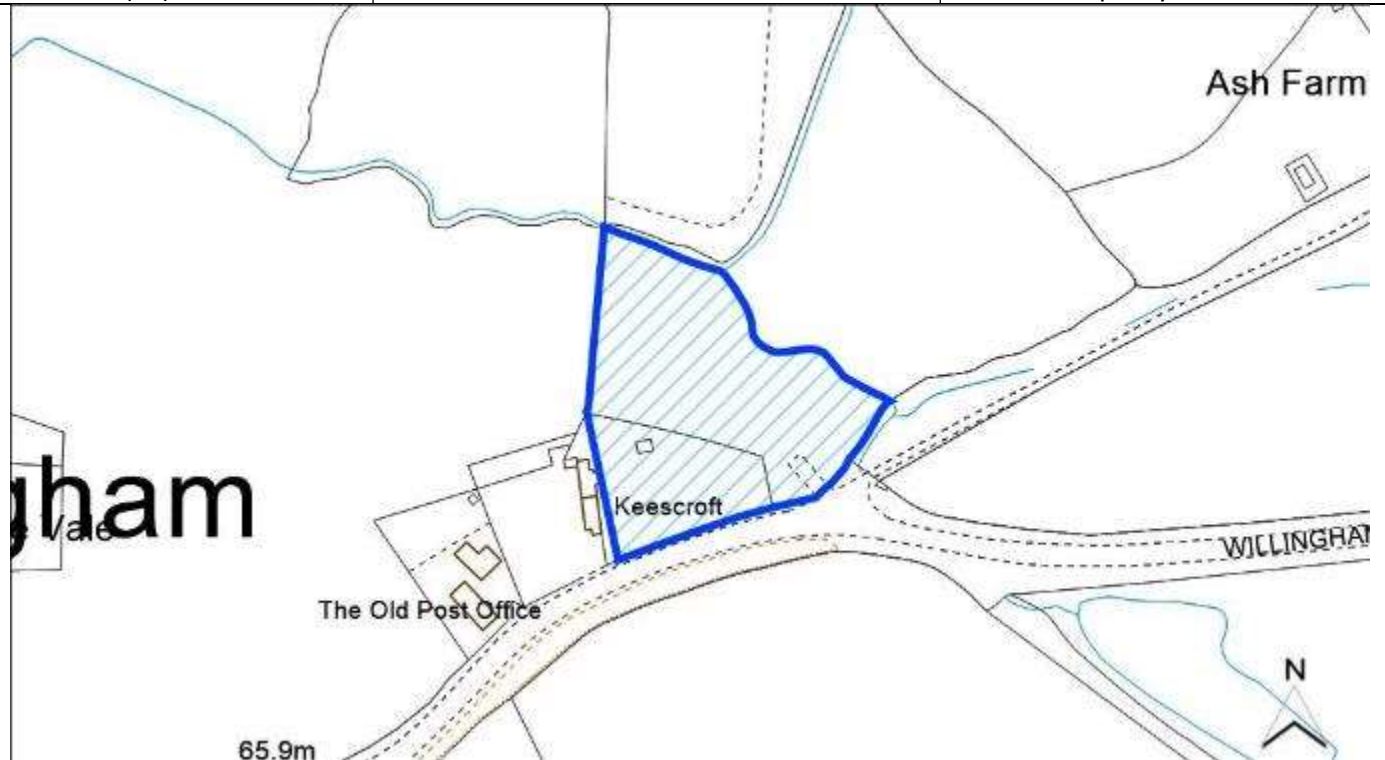 Ash Farm
gham
Vale
Keescroft
WILLINGHAM
The Old Post Office
N
65.9m